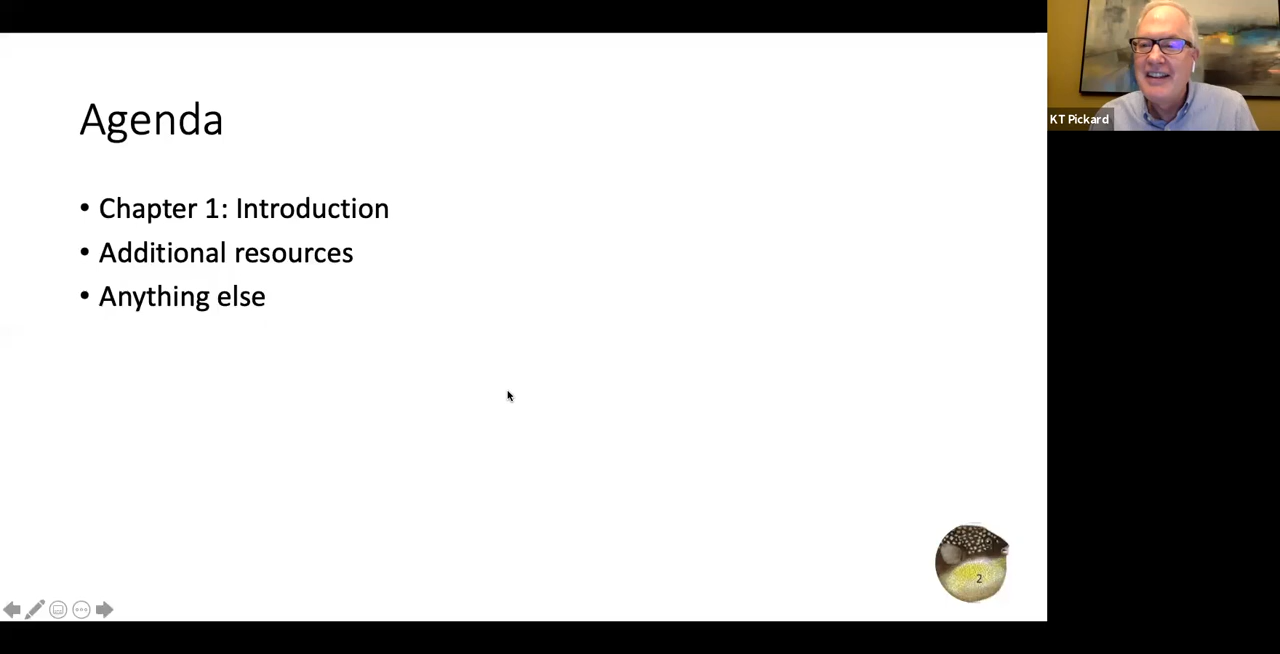 Agenda
• Chapter 1: Introduction
• Additional resources
• Anything else
2
KT Pickard